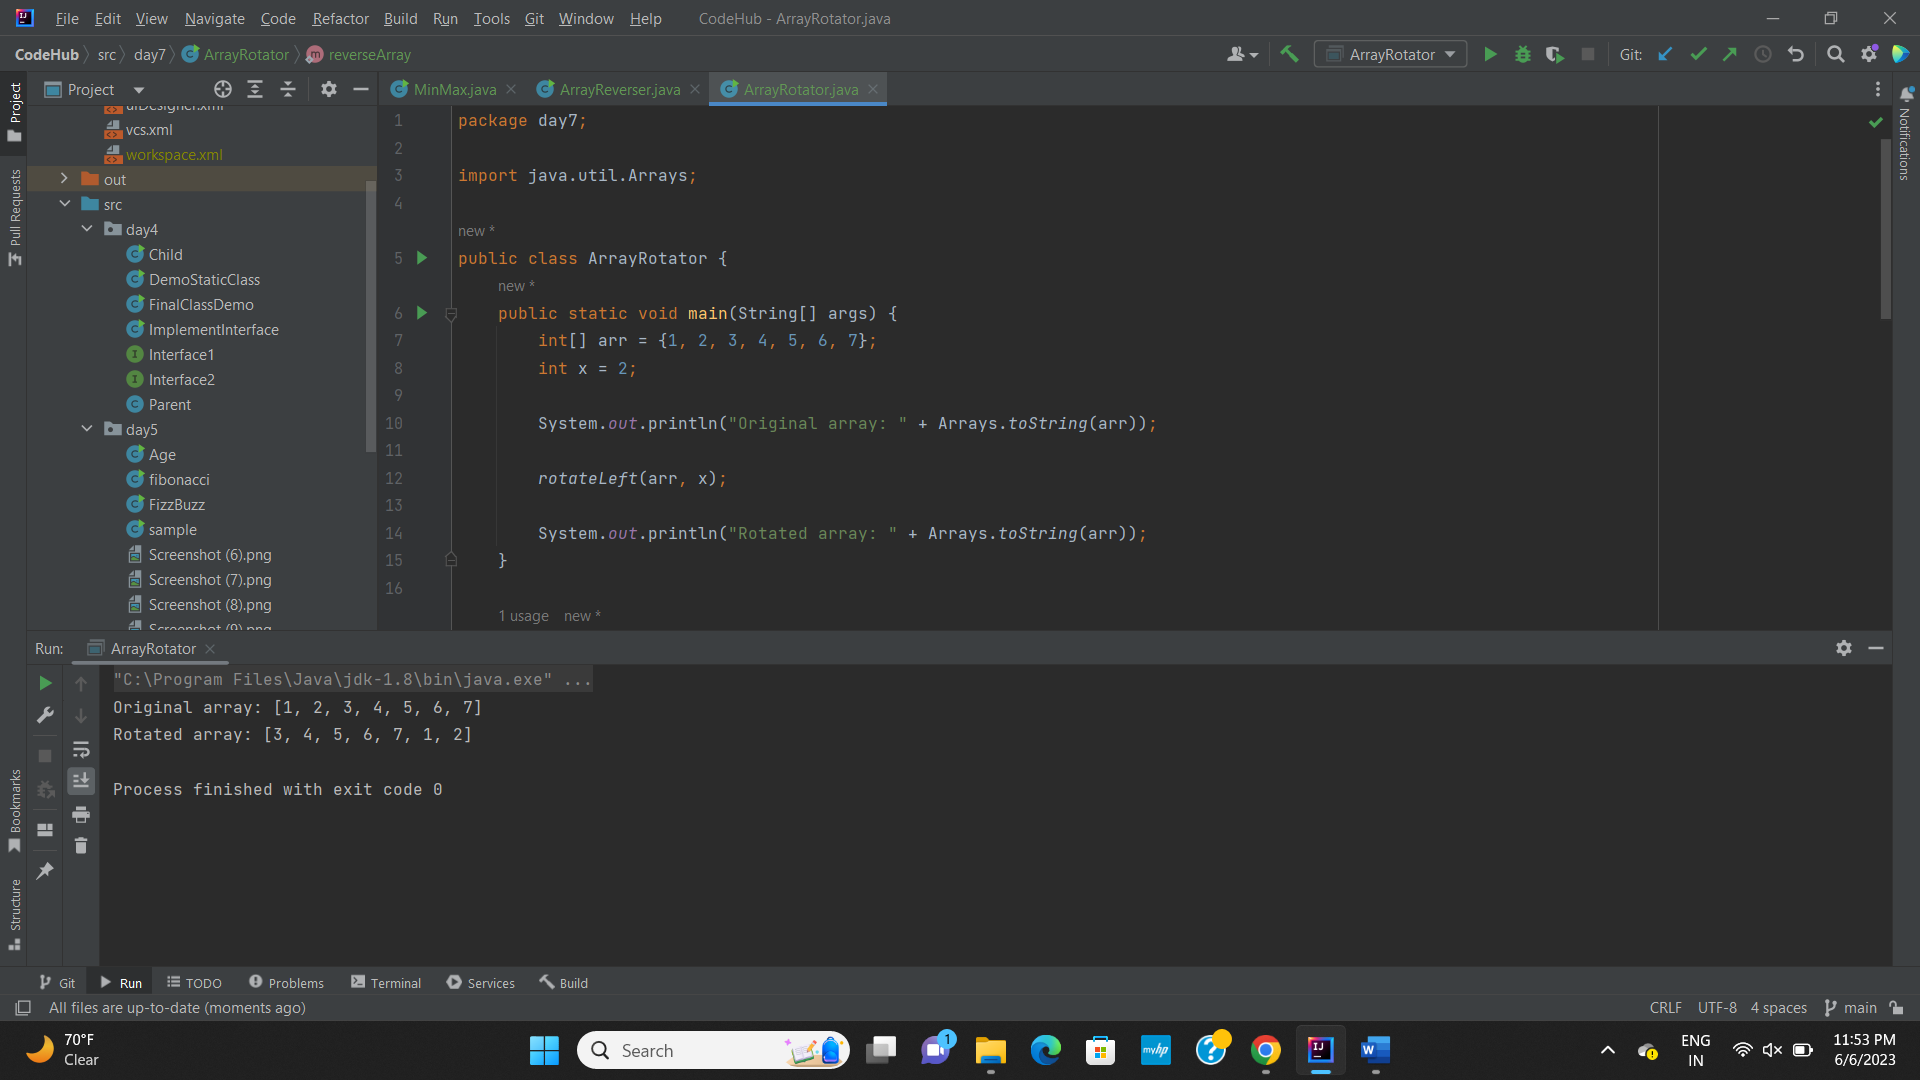 File Edit View Navigate Code Refactor Build Run Tools Git Window Help CodeHub - ArrayRotator.java
CodeHub src day7 ArrayRotator reverseArray ArrayRotator Git:
Project
MinMax.java ArrayReverser.java ArrayRotator.java
Project
Pull Requests
Bookmarks
Structure
Notifications
uiDesigner.xml
vcs.xml
workspace.xml
out
src
day4
Child
DemoStaticClass
FinalClassDemo
ImplementInterface
Interface1
Interface2
Parent
day5
Age
fibonacci
FizzBuzz
sample
Screenshot (6).png
Screenshot (7).png
Screenshot (8).png
Screenshot (9).png
1 package day7;
2
3 import java.util.Arrays;
4
new *
5 public class ArrayRotator {
new *
6 public static void main(String[] args) {
7 int[] arr = {1, 2, 3, 4, 5, 6, 7};
8 int x = 2;
9
10 System.out.println("Original array: " + Arrays.toString(arr));
11
12 rotateLeft(arr, x);
13
14 System.out.println("Rotated array: " + Arrays.toString(arr));
15 }
16
1 usage new *
Run: ArrayRotator
"C:\Program Files\Java\jdk-1.8\bin\java.exe" ...
Original array: [1, 2, 3, 4, 5, 6, 7]
Rotated array: [3, 4, 5, 6, 7, 1, 2]
Process finished with exit code 0
Git Run TODO Problems Terminal Services Build
All files are up-to-date (moments ago) CRLF UTF-8 4 spaces main
70°F
Clear
Search
1
myhp
ENG
IN
11:53 PM
6/6/2023